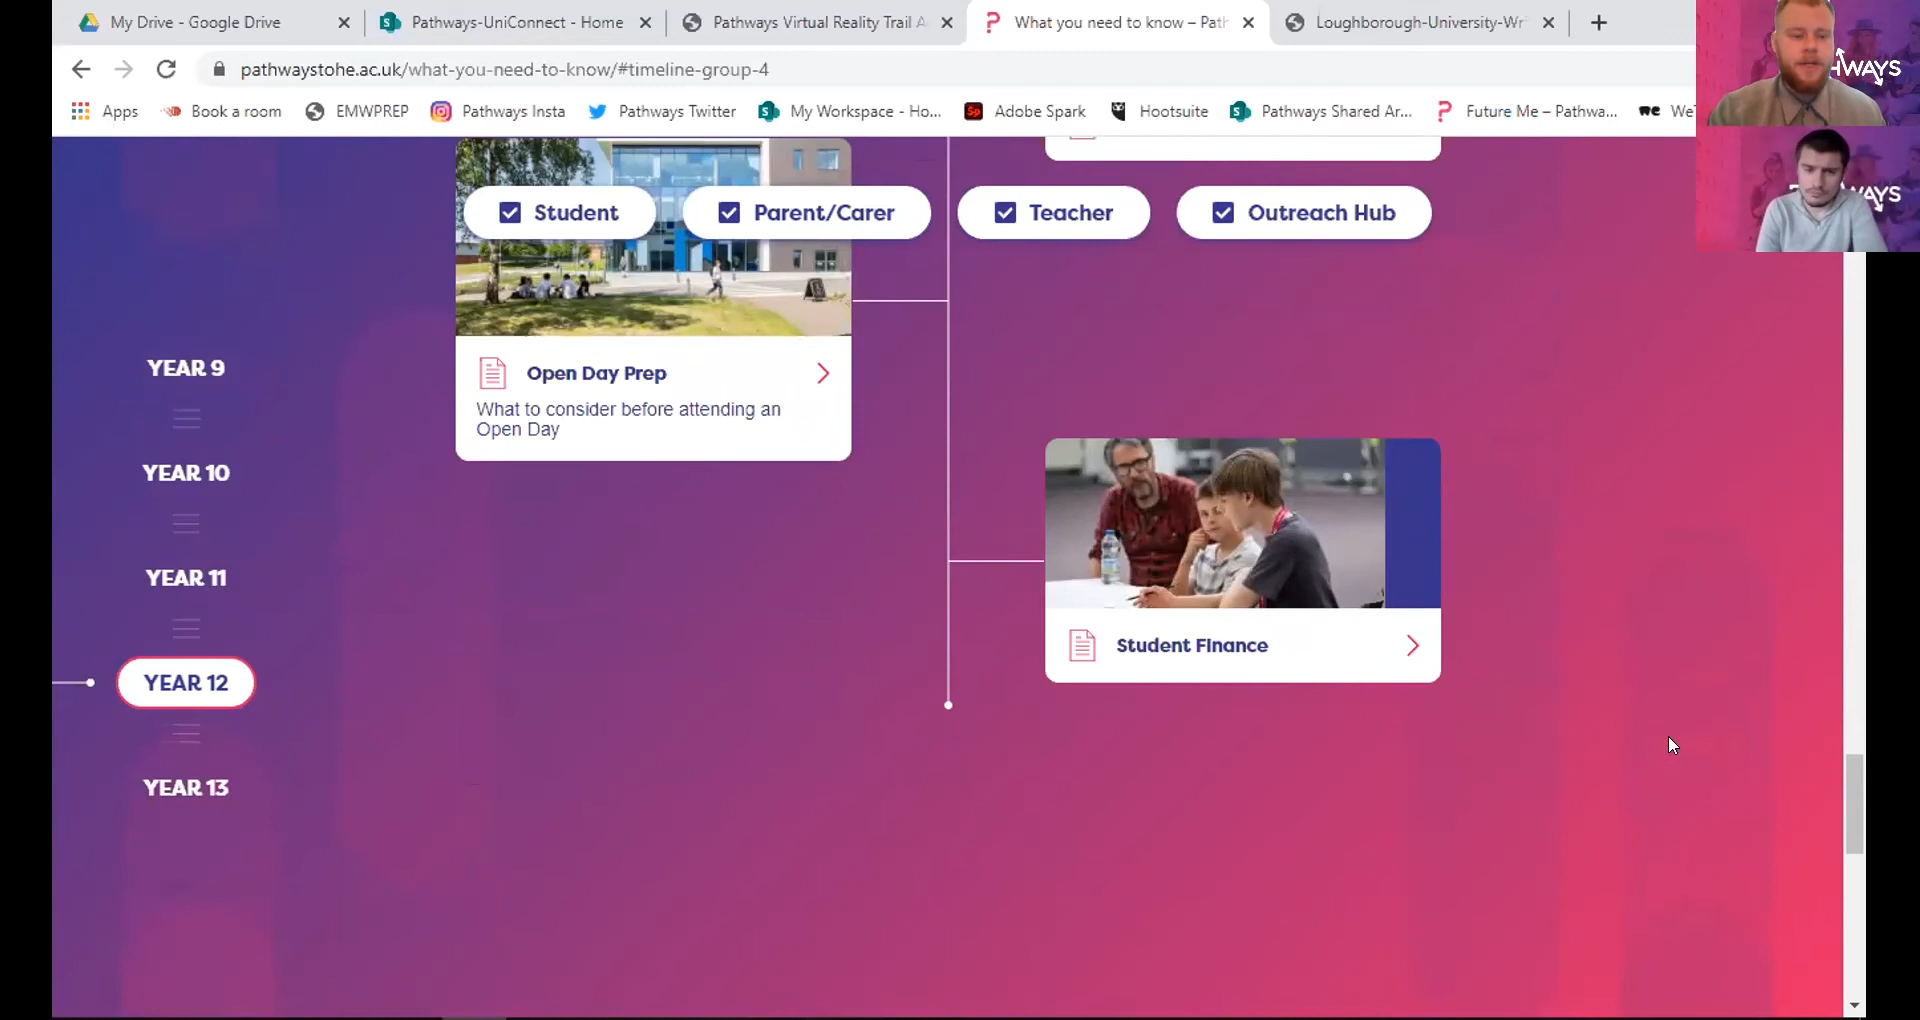 My Drive - Google Drive
Pathways-UniConnect - Home
Pathways Virtual Reality Trail A
What you need to know – Path
Loughborough-University-Wr
pathwaystohe.ac.uk/what-you-need-to-know/#timeline-group-4
Apps
Book a room
EMWPREP
Pathways Insta
Pathways Twitter
My Workspace - Ho...
Adobe Spark
Hootsuite
Pathways Shared Ar...
Future Me – Pathwa...
We
HWAYS
WAYS
Student
Parent/Carer
Teacher
Outreach Hub
YEAR 9
YEAR 10
YEAR 11
YEAR 12
YEAR 13
Open Day Prep
What to consider before attending an
Open Day
Student Finance